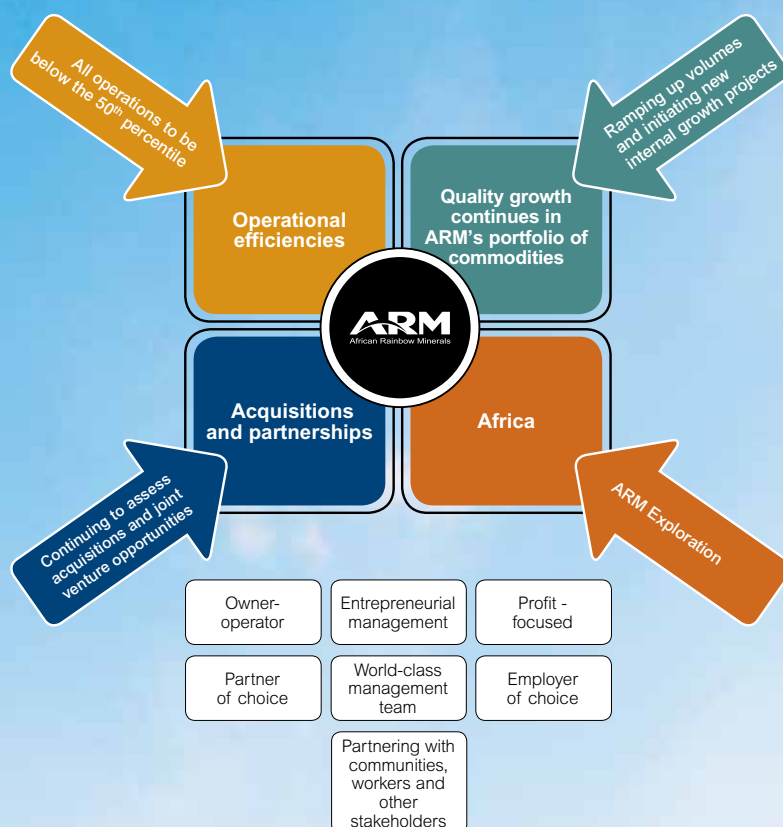 All operations to be
below the 50th percentile
Ramping up volumes
and initiating new
internal growth projects
Operational
efficiencies
Quality growth
continues in
ARM's portfolio of
commodities
ARM
African Rainbow Minerals
Acquisitions
and partnerships
Africa
Continuing to assess
acquisitions and joint
venture opportunities
ARM Exploration
Owner-
operator
Entrepreneurial
management
Profit -
focused
Partner
of choice
World-class
management
team
Employer
of choice
Partnering with
communities,
workers and
other
stakeholders